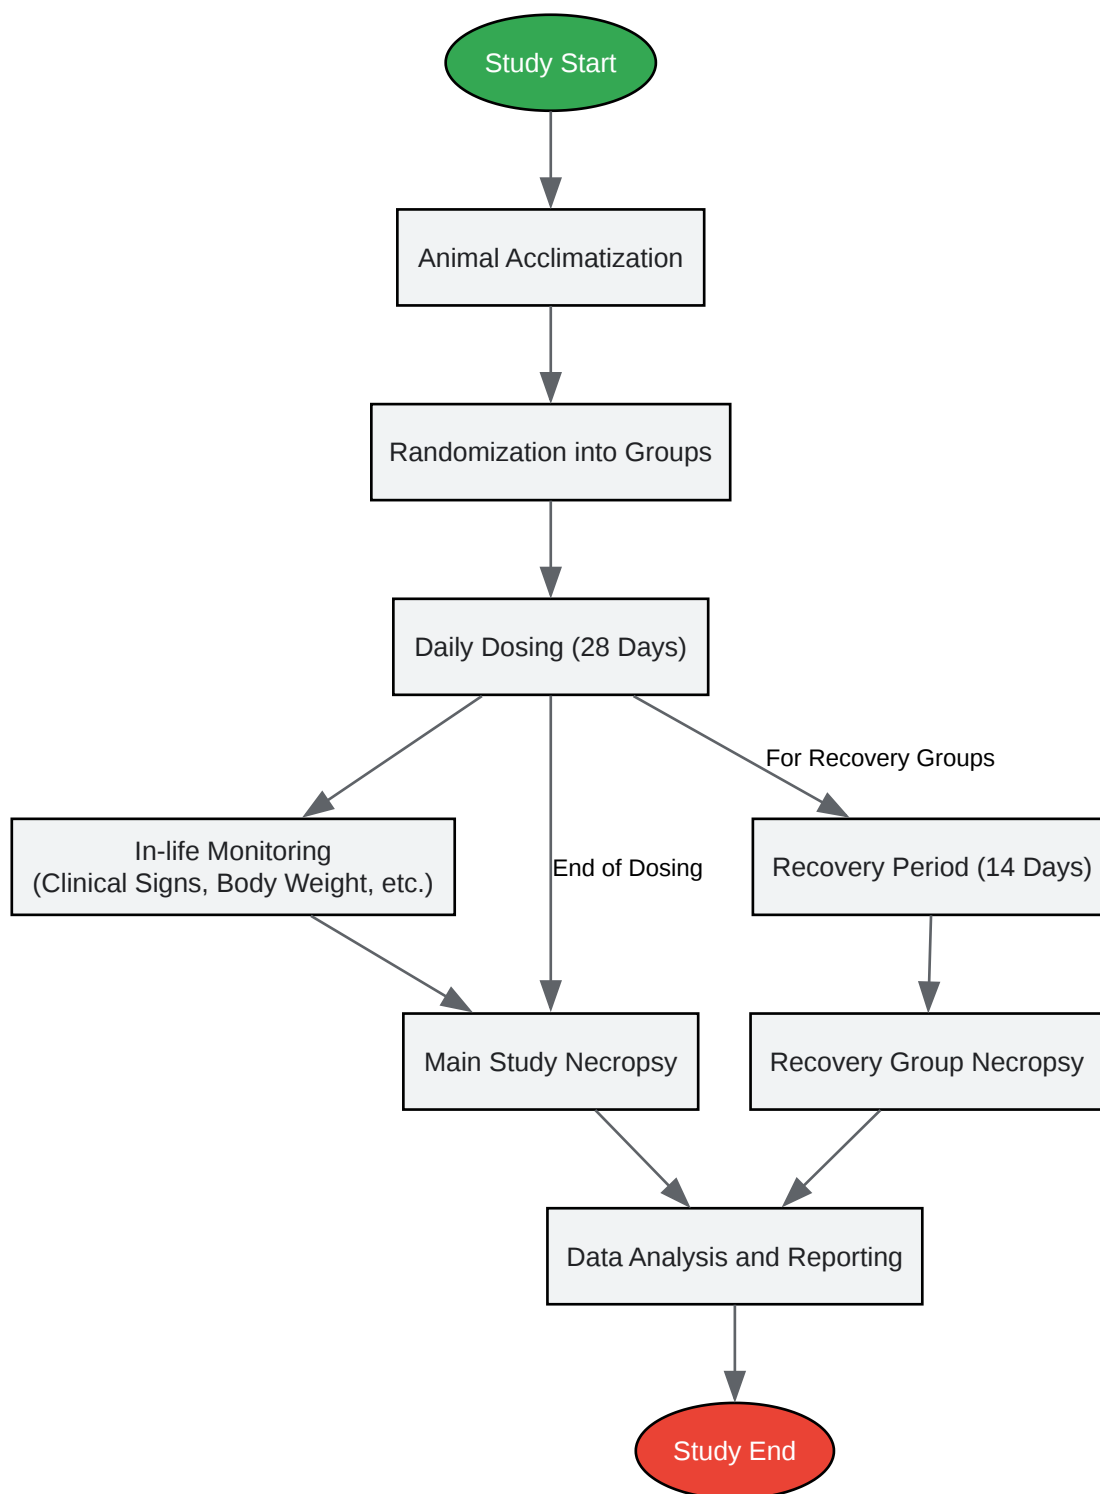 Study Start
Animal Acclimatization
Randomization into Groups
Daily Dosing (28 Days)
For Recovery Groups
In-life Monitoring
(Clinical Signs, Body Weight, etc.)
End of Dosing
Recovery Period (14 Days)
Main Study Necropsy
Recovery Group Necropsy
Data Analysis and Reporting
Study End